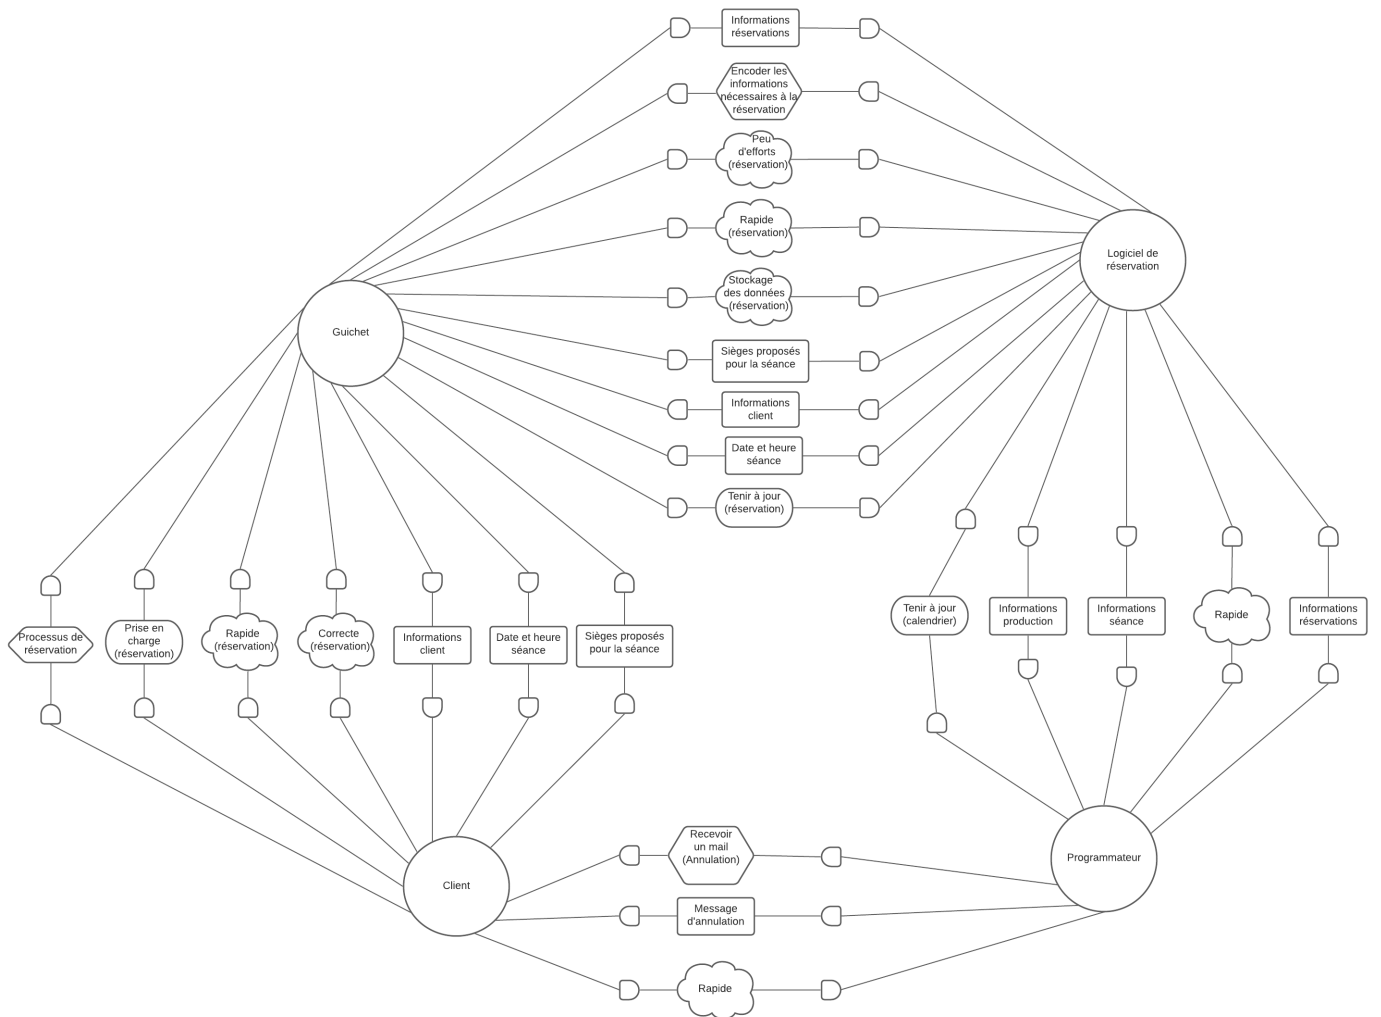 Informations
réservations
Encoder les
informations
nécessaires à la
réservation
Peu
d'efforts
(réservation)
Rapide
(réservation)
Stockage
des données
(réservation)
Sièges proposés
pour la séance
Informations
client
Date et heure
séance
Tenir à jour
(réservation)
Logiciel de
réservation
Guichet
Processus de
réservation
Prise en
charge
(réservation)
Rapide
(réservation)
Correcte
(réservation)
Informations
client
Date et heure
séance
Sièges proposés
pour la séance
Tenir à jour
(calendrier)
Informations
production
Informations
séance
Rapide
Informations
réservations
Client
Recevoir
un mail
(Annulation)
Message
d'annulation
Rapide
Programmateur